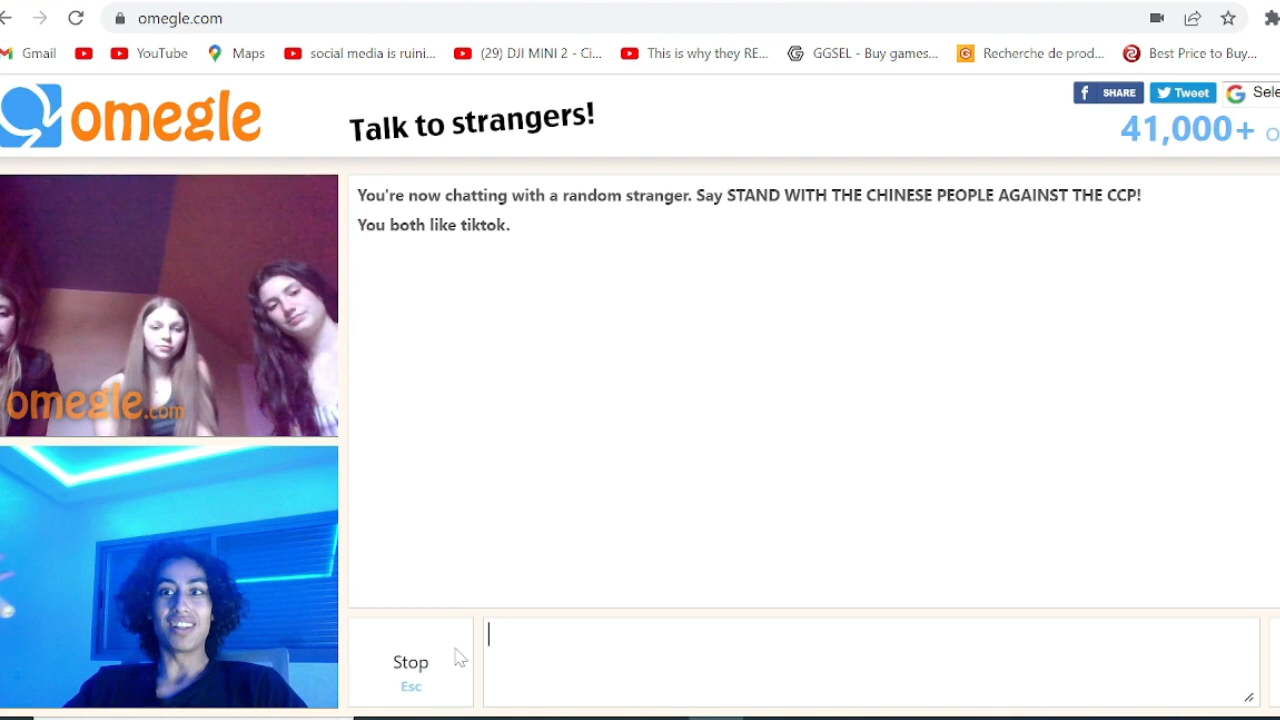 omegle.com
Gmail YouTube Maps social media is ruini... (29) DJI MINI 2 - Ci... This is why they RE... GGSEL - Buy games... Recherche de prod... Best Price to Buy...
omegle Talk to strangers! f SHARE Tweet G Sele
41,000+ o
You're now chatting with a random stranger. Say STAND WITH THE CHINESE PEOPLE AGAINST THE CCP!
You both like tiktok.
omegle.com
Stop
Esc